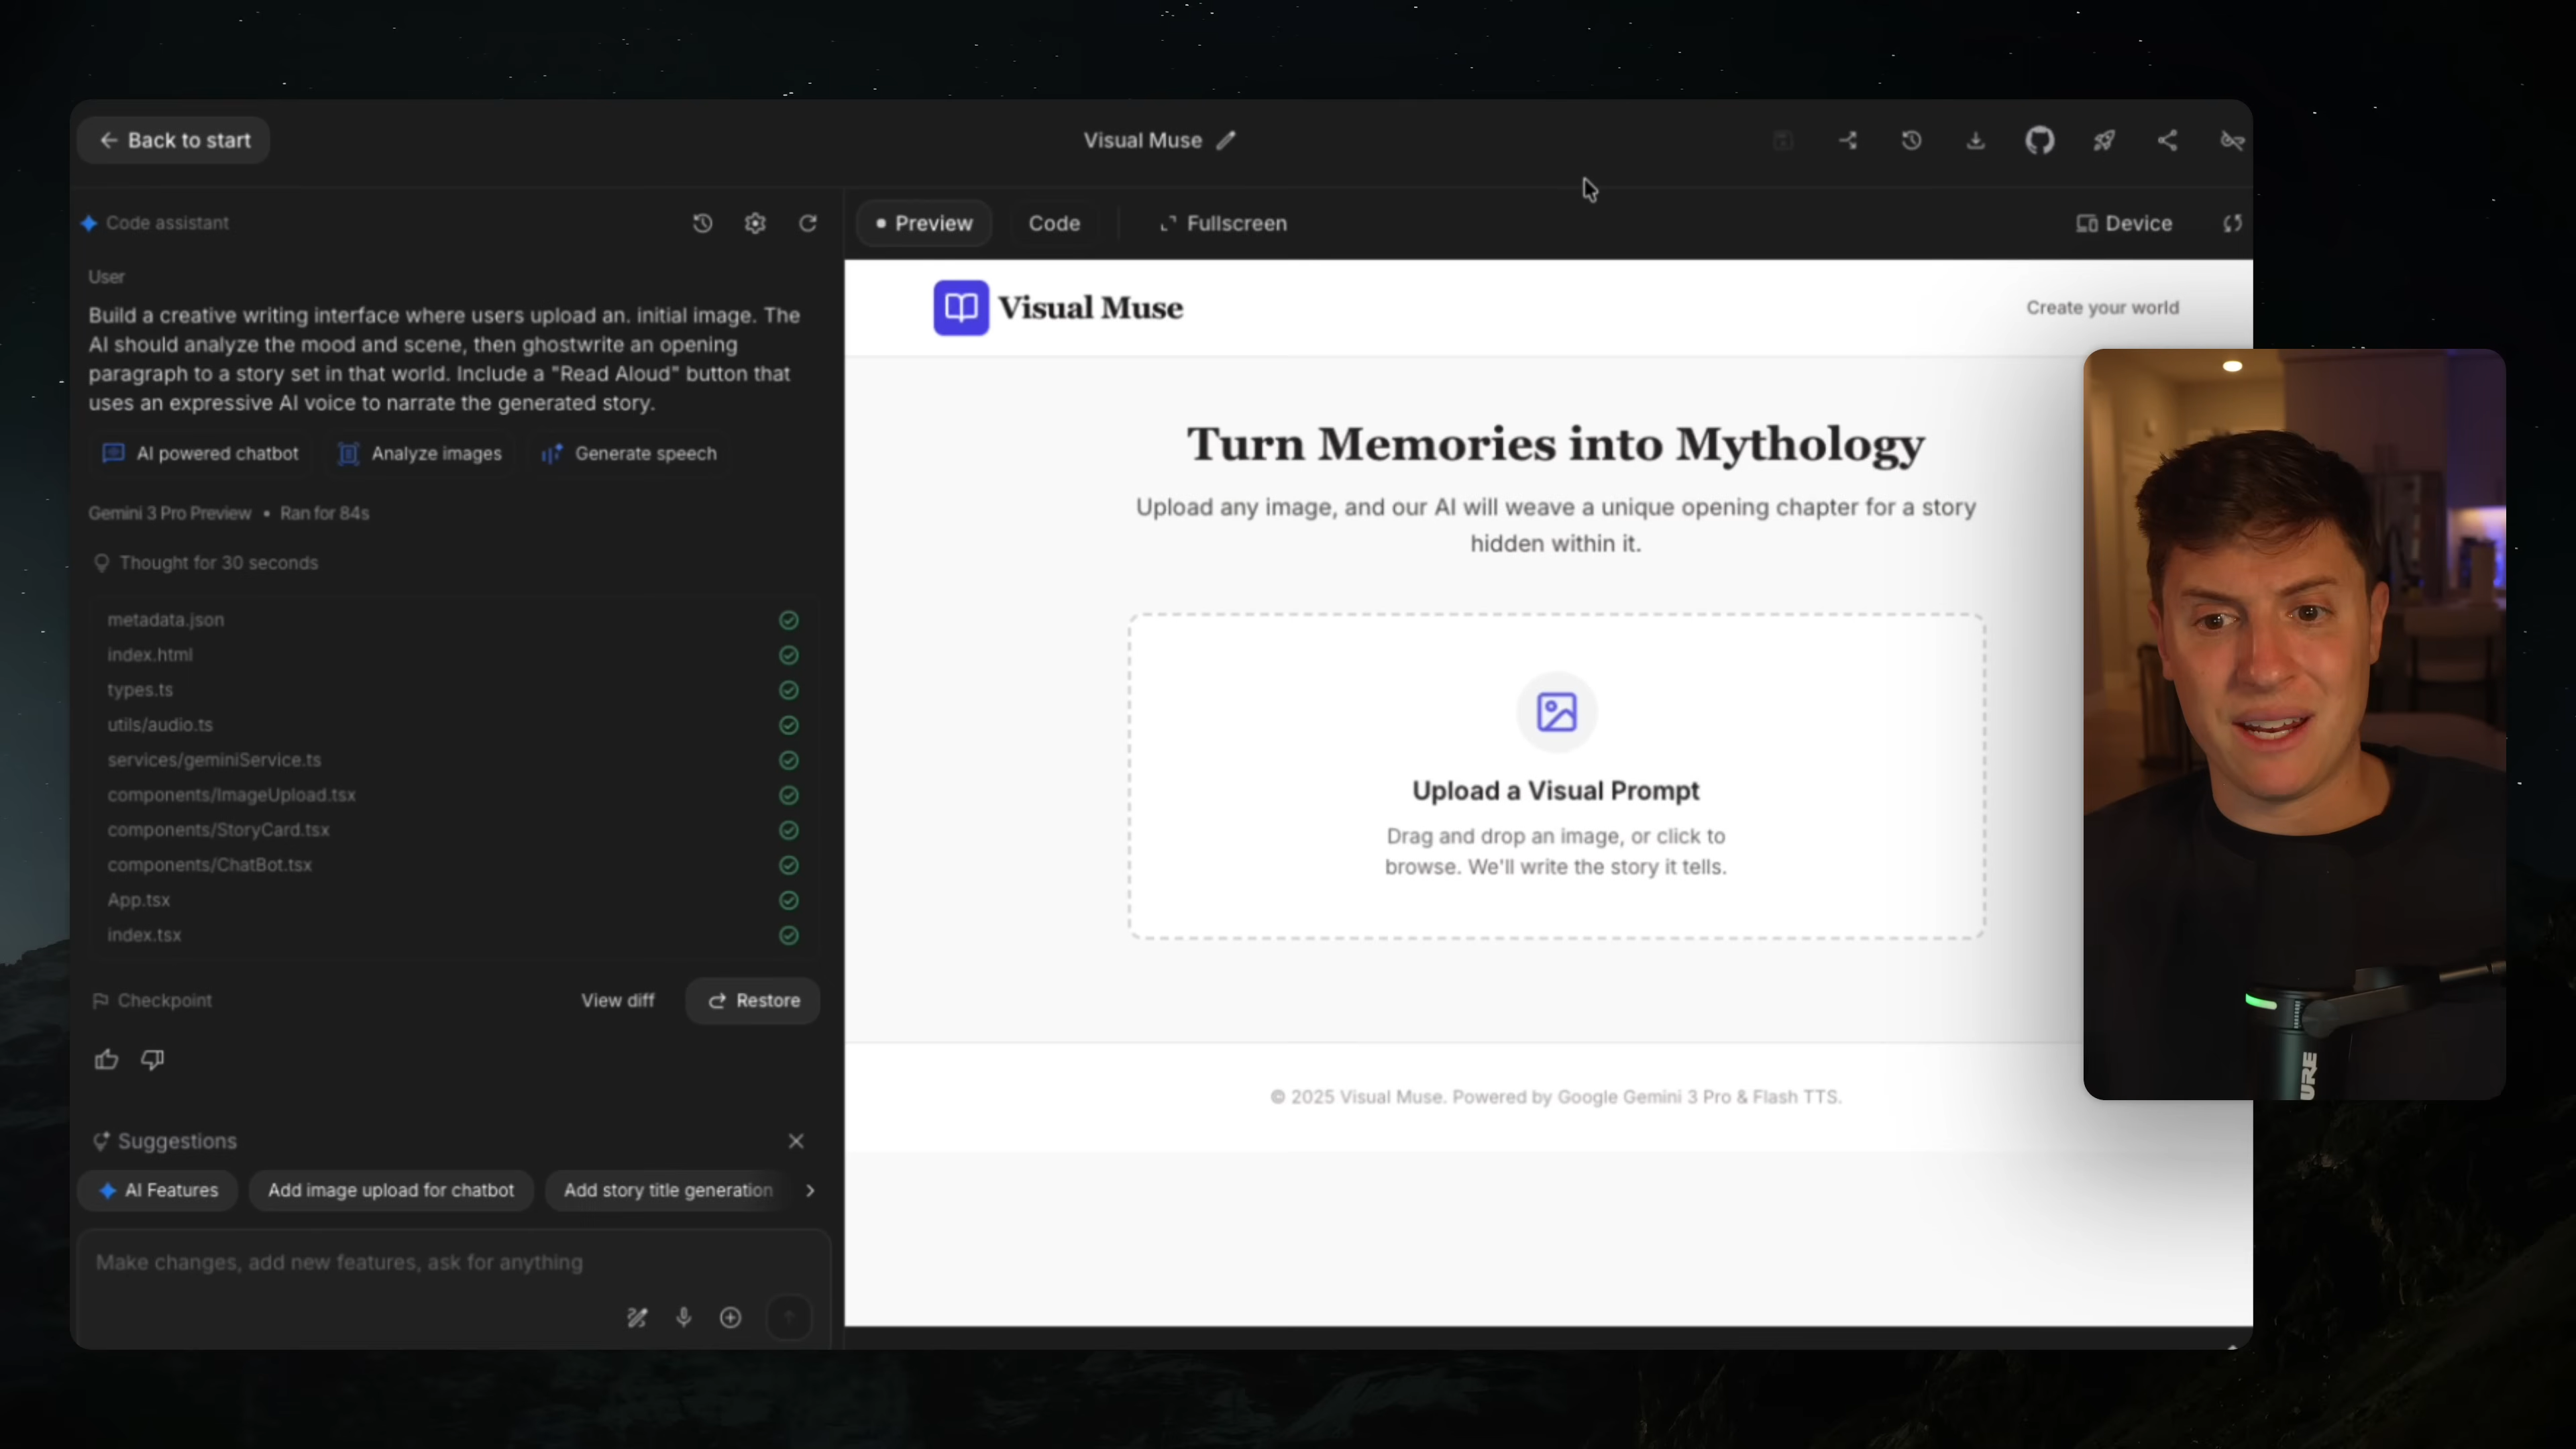 Back to start
Visual Muse
Code assistant
Preview
Code
Fullscreen
Device
User
Build a creative writing interface where users upload an. initial image. The
AI should analyze the mood and scene, then ghostwrite an opening
paragraph to a story set in that world. Include a "Read Aloud" button that
uses an expressive AI voice to narrate the generated story.
AI powered chatbot
Analyze images
Generate speech
Gemini 3 Pro Preview • Ran for 84s
Thought for 30 seconds
metadata.json
index.html
types.ts
utils/audio.ts
services/geminiService.ts
components/ImageUpload.tsx
components/StoryCard.tsx
components/ChatBot.tsx
App.tsx
index.tsx
Checkpoint
View diff
Restore
Suggestions
AI Features
Add image upload for chatbot
Add story title generation
Make changes, add new features, ask for anything
Visual Muse
Create your world
Turn Memories into Mythology
Upload any image, and our AI will weave a unique opening chapter for a story
hidden within it.
Upload a Visual Prompt
Drag and drop an image, or click to
browse. We'll write the story it tells.
© 2025 Visual Muse. Powered by Google Gemini 3 Pro & Flash TTS.
URE